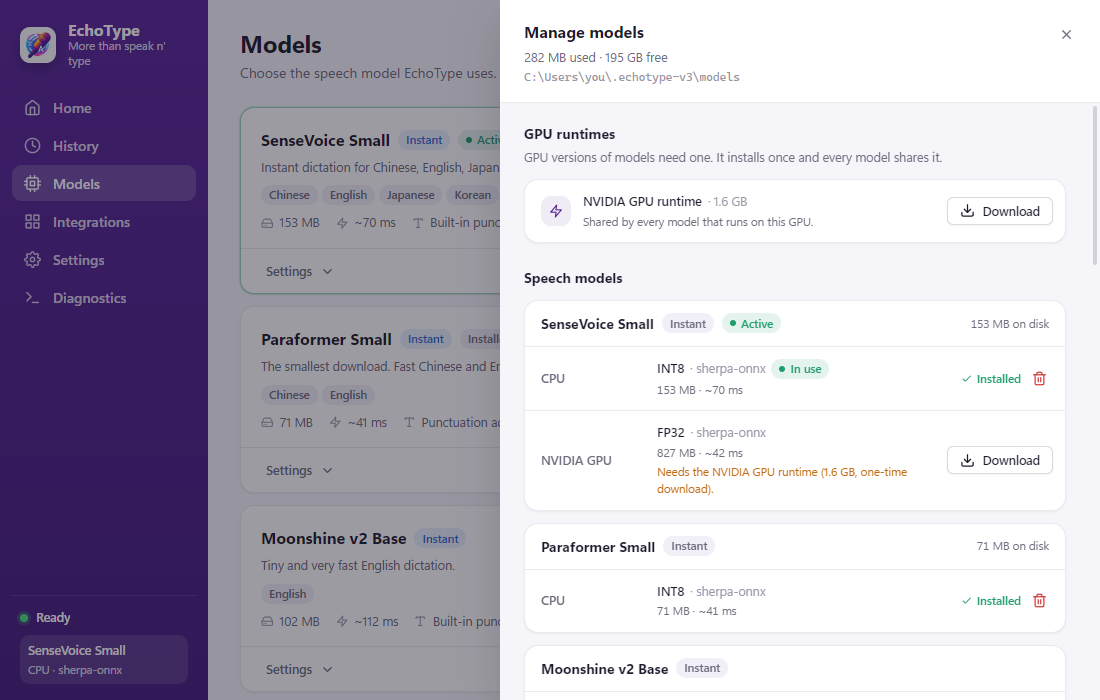 EchoType
More than speak n'
type
Home
History
Models
Integrations
Settings
Diagnostics
Ready
SenseVoice Small
CPU · sherpa-onnx
Models
Choose the speech model EchoType uses.
SenseVoice Small Instant
Instant dictation for Chinese, English,
Chinese English Japanese Korean
153 MB ~70 ms Built-in
Settings
Paraformer Small Instant
The smallest download. Fast Chinese and
Chinese English
71 MB ~41 ms Punctuation
Settings
Moonshine v2 Base Instant
Tiny and very fast English dictation.
English
102 MB ~112 ms Built-in
Settings
Manage models
282 MB used · 195 GB free
C:\Users\you\.echotype-v3\models
GPU runtimes
GPU versions of models need one. It installs once and every model shares it.
NVIDIA GPU runtime · 1.6 GB
Shared by every model that runs on this GPU.
Download
Speech models
SenseVoice Small Instant Active 153 MB on disk
CPU
INT8 · sherpa-onnx In use
153 MB · ~70 ms
Installed
NVIDIA GPU
FP32 · sherpa-onnx
827 MB · ~42 ms
Needs the NVIDIA GPU runtime (1.6 GB, one-time
download).
Download
Paraformer Small Instant 71 MB on disk
CPU
INT8 · sherpa-onnx
71 MB · ~41 ms
Installed
Moonshine v2 Base Instant